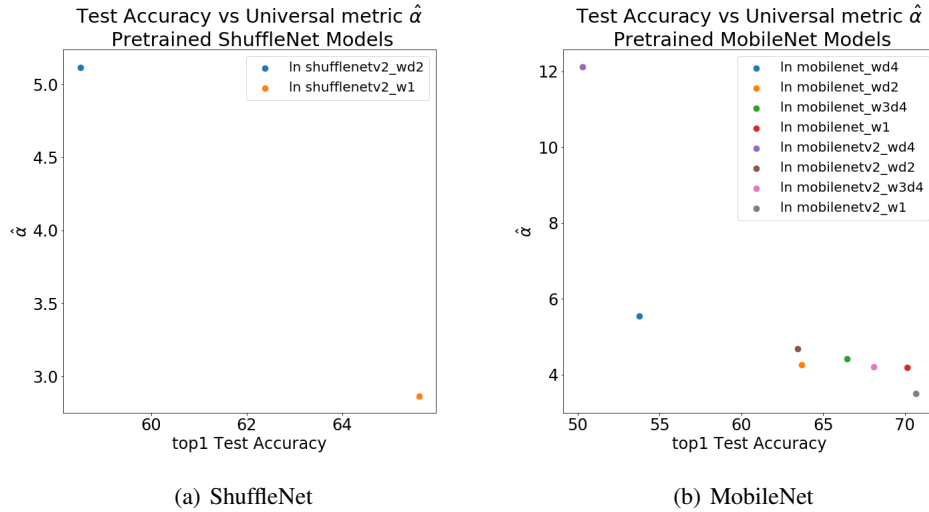 Test Accuracy vs Universal metric α̂
Pretrained ShuffleNet Models
ln shufflenetv2_wd2
ln shufflenetv2_w1
5.0
4.5
4.0
3.5
3.0
α̂
60
62
64
top1 Test Accuracy
(a) ShuffleNet
Test Accuracy vs Universal metric α̂
Pretrained MobileNet Models
ln mobilenet_wd4
ln mobilenet_wd2
ln mobilenet_w3d4
ln mobilenet_w1
ln mobilenetv2_wd4
ln mobilenetv2_wd2
ln mobilenetv2_w3d4
ln mobilenetv2_w1
12
10
8
6
4
α̂
50
55
60
65
70
top1 Test Accuracy
(b) MobileNet